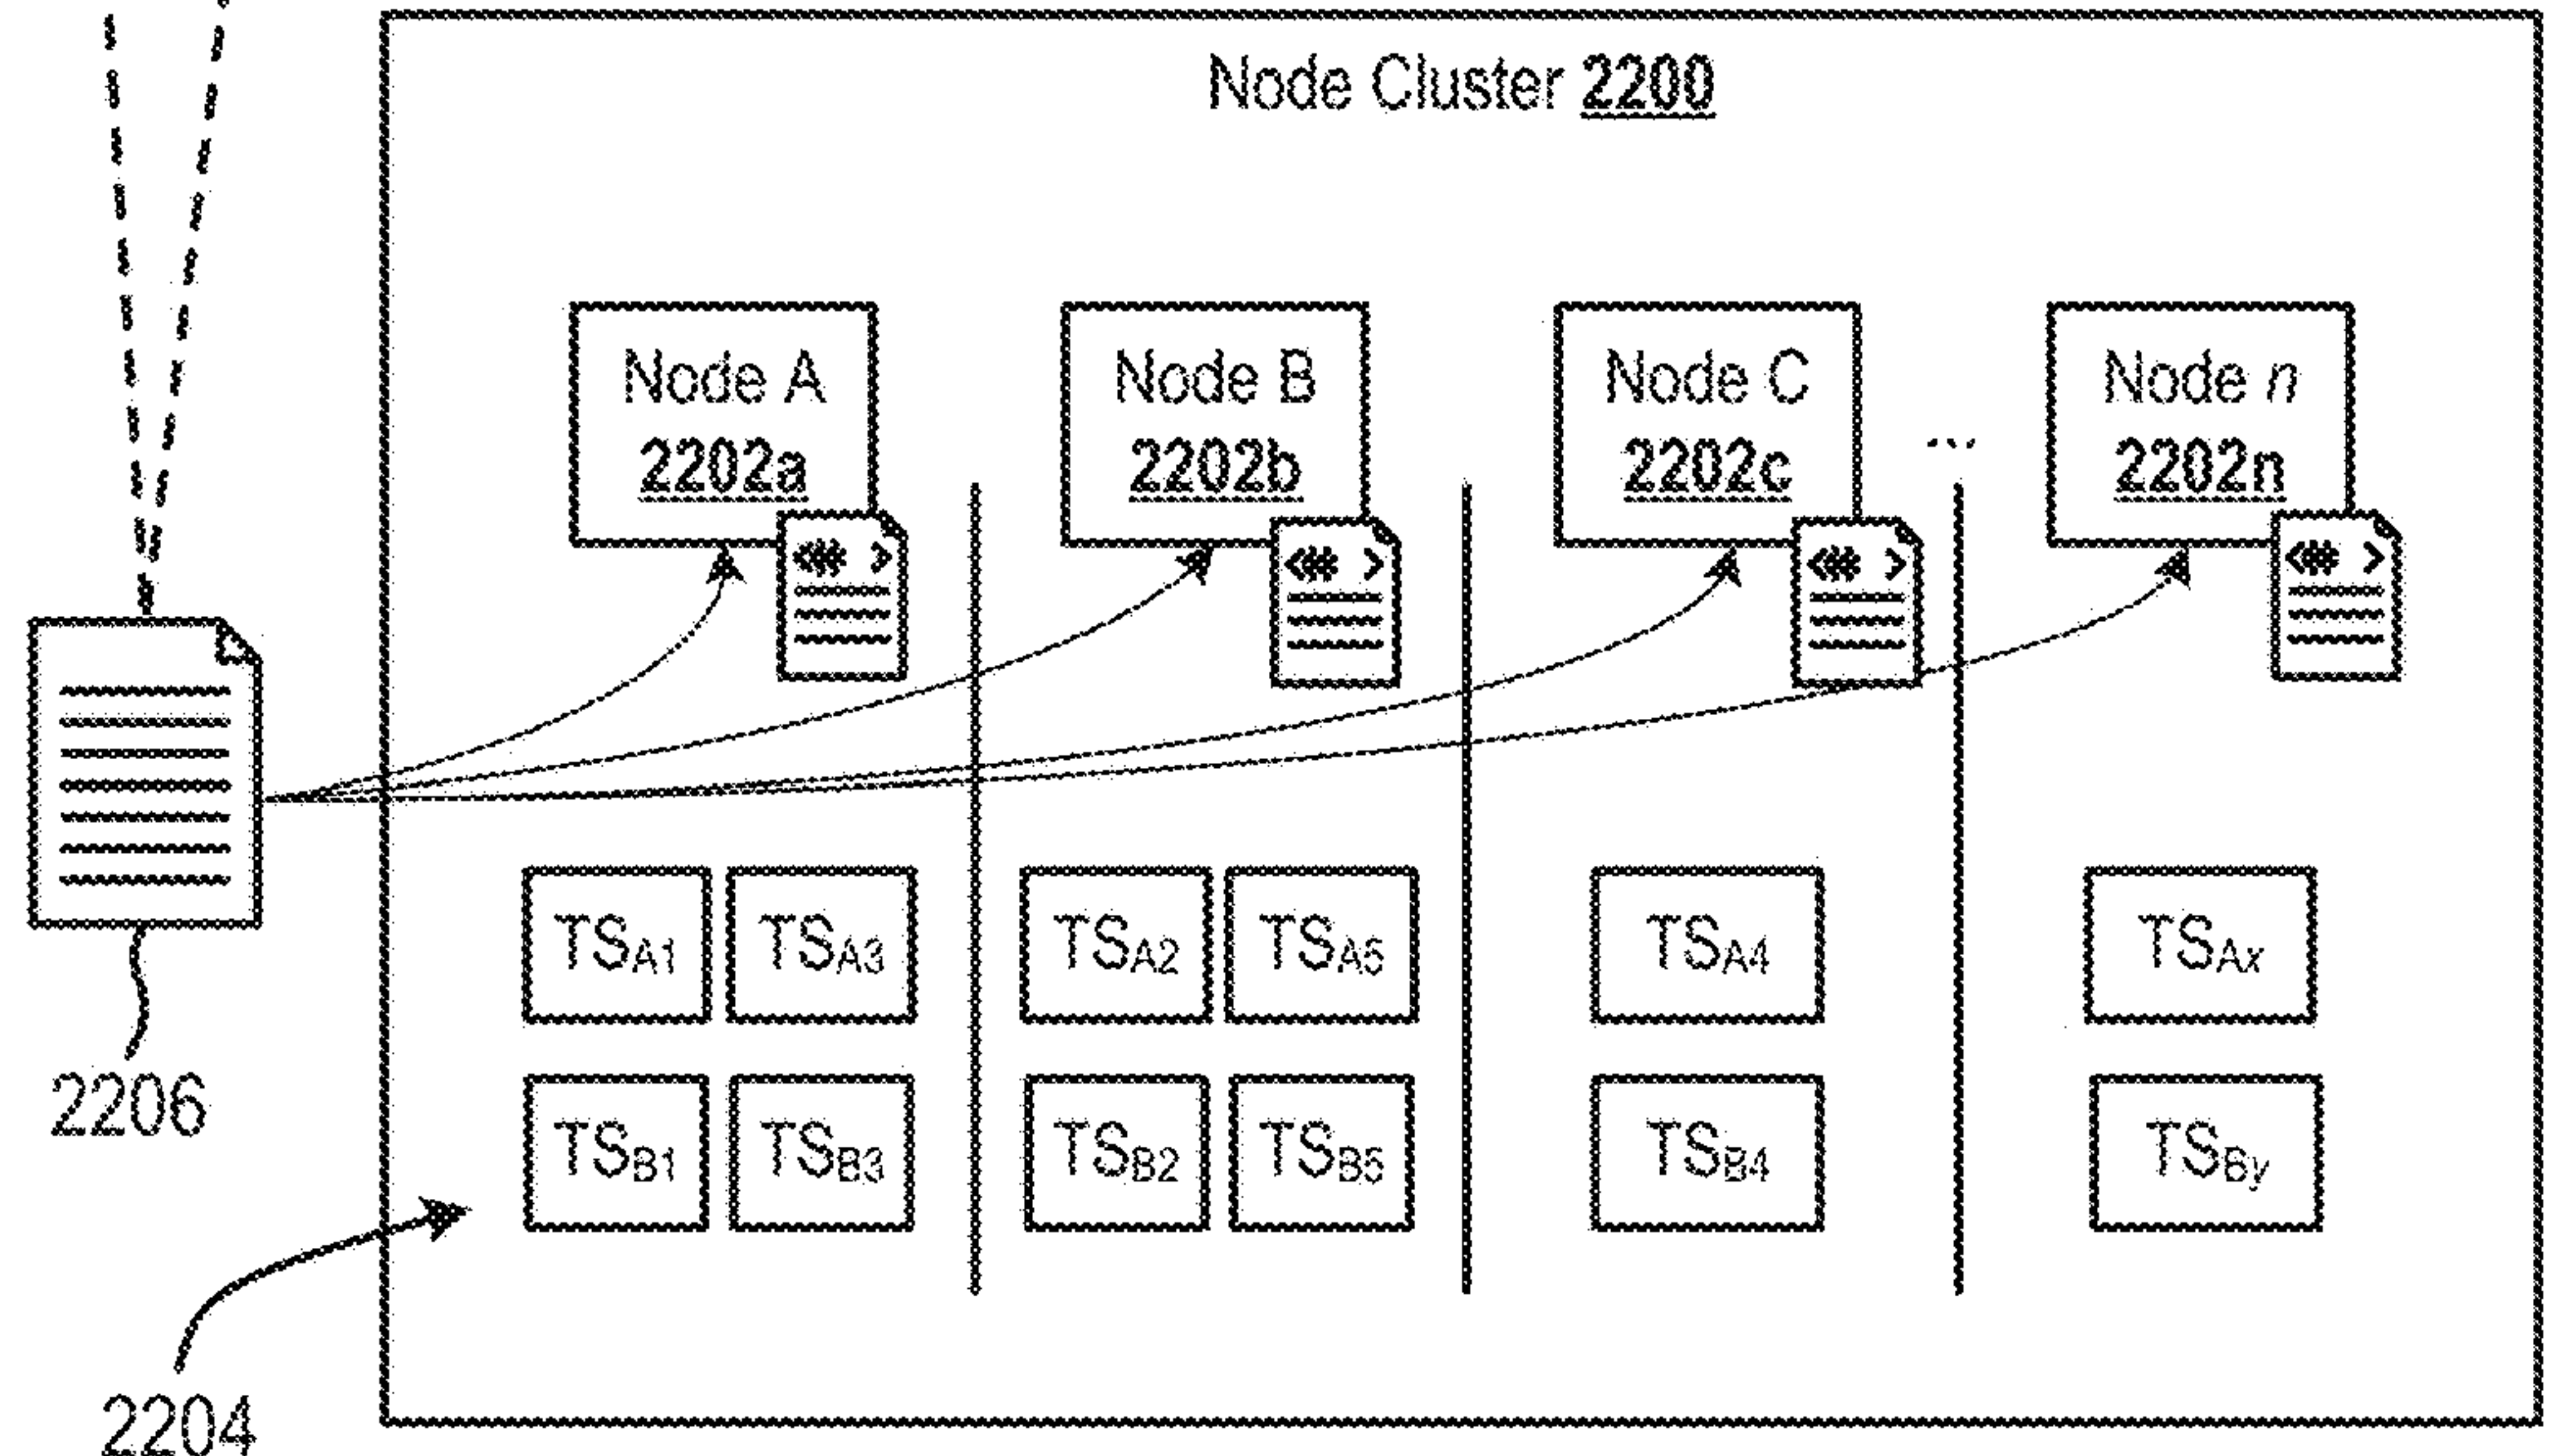 Node Cluster 2200
Node A
2202a
Node B
2202b
Node C
2202c
...
Node n
2202n
TSA1
TSA3
TSA2
TSA5
TSA4
TSAx
TSB1
TSB3
TSB2
TSB5
TSB4
TSBy
2206
2204